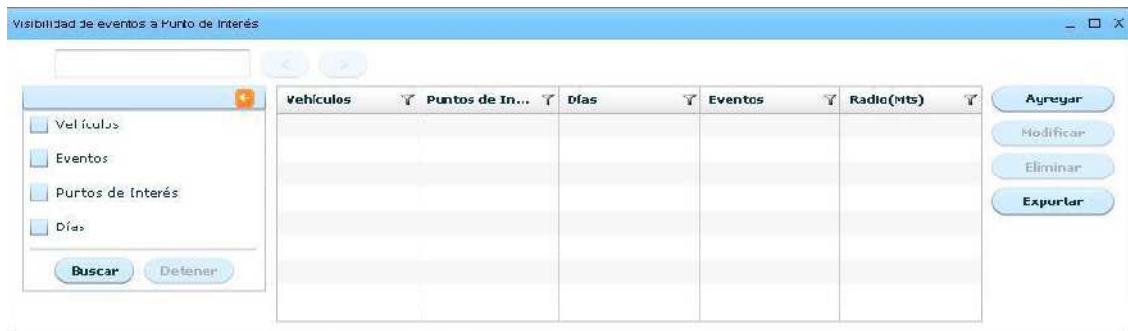 Visibilidad de eventos a Punto de Interés
< >
Vehículos Puntos de In... Días Eventos Radio(Mts)
Vehículos
Eventos
Puntos de Interés
Días
Buscar Detener
Agregar
Modificar
Eliminar
Exportar